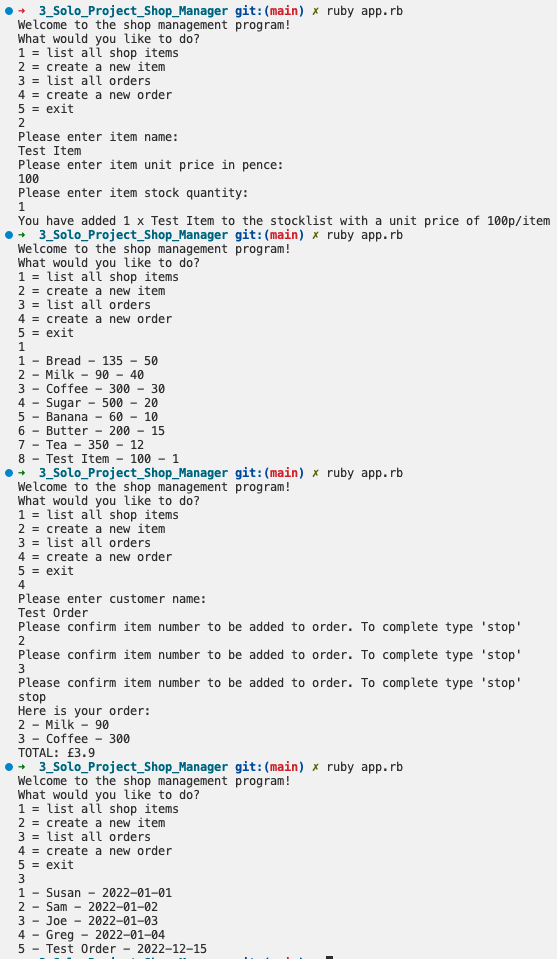 ➜ 3_Solo_Project_Shop_Manager git:(main) ✗ ruby app.rb
Welcome to the shop management program!
What would you like to do?
1 = list all shop items
2 = create a new item
3 = list all orders
4 = create a new order
5 = exit
2
Please enter item name:
Test Item
Please enter item unit price in pence:
100
Please enter item stock quantity:
1
You have added 1 x Test Item to the stocklist with a unit price of 100p/item
➜ 3_Solo_Project_Shop_Manager git:(main) ✗ ruby app.rb
Welcome to the shop management program!
What would you like to do?
1 = list all shop items
2 = create a new item
3 = list all orders
4 = create a new order
5 = exit
1
1 - Bread - 135 - 50
2 - Milk - 90 - 40
3 - Coffee - 300 - 30
4 - Sugar - 500 - 20
5 - Banana - 60 - 10
6 - Butter - 200 - 15
7 - Tea - 350 - 12
8 - Test Item - 100 - 1
➜ 3_Solo_Project_Shop_Manager git:(main) ✗ ruby app.rb
Welcome to the shop management program!
What would you like to do?
1 = list all shop items
2 = create a new item
3 = list all orders
4 = create a new order
5 = exit
4
Please enter customer name:
Test Order
Please confirm item number to be added to order. To complete type 'stop'
2
Please confirm item number to be added to order. To complete type 'stop'
3
Please confirm item number to be added to order. To complete type 'stop'
stop
Here is your order:
2 - Milk - 90
3 - Coffee - 300
TOTAL: £3.9
➜ 3_Solo_Project_Shop_Manager git:(main) ✗ ruby app.rb
Welcome to the shop management program!
What would you like to do?
1 = list all shop items
2 = create a new item
3 = list all orders
4 = create a new order
5 = exit
3
1 - Susan - 2022-01-01
2 - Sam - 2022-01-02
3 - Joe - 2022-01-03
4 - Greg - 2022-01-04
5 - Test Order - 2022-12-15